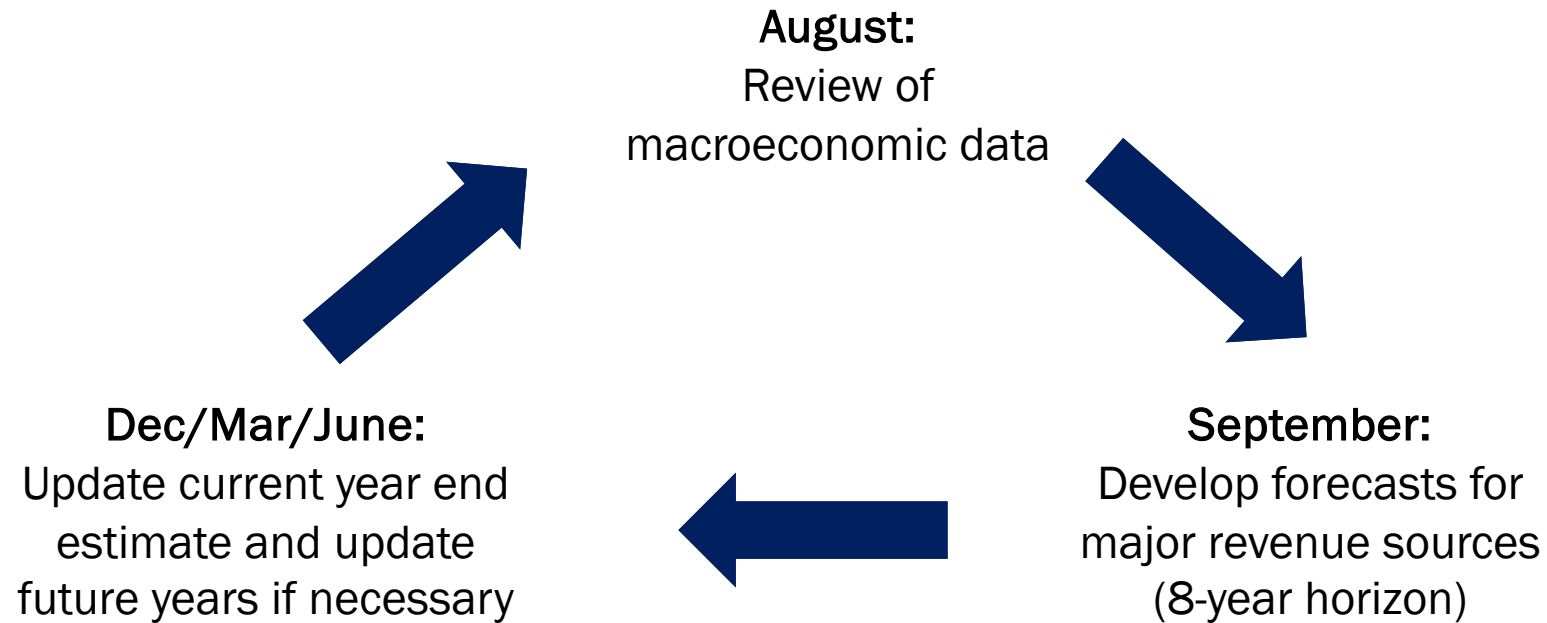 August:
Review of
macroeconomic data
Dec/Mar/June:
Update current year end
estimate and update
future years if necessary
September:
Develop forecasts for
major revenue sources
(8-year horizon)